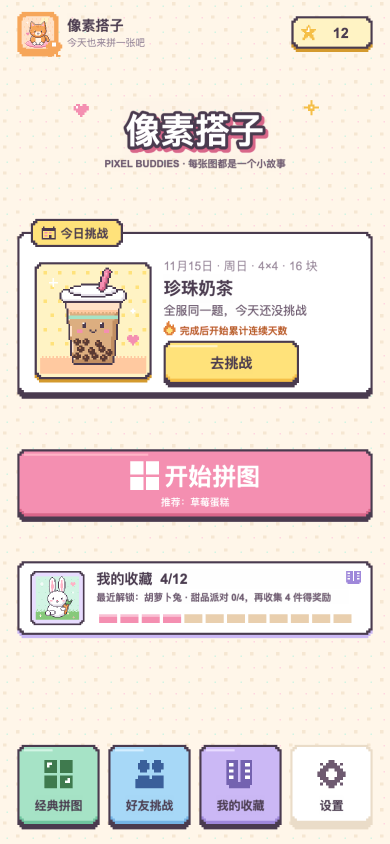 像素搭子
今天也来拼一张吧
12
像素搭子
PIXEL BUDDIES · 每张图都是一个小故事
今日挑战
11月15日 · 周日 · 4×4 · 16 块
珍珠奶茶
全服同一题，今天还没挑战
完成后开始累计连续天数
去挑战
开始拼图
推荐：草莓蛋糕
我的收藏 4/12
最近解锁：胡萝卜兔 · 甜品派对 0/4，再收集 4 件得奖励
经典拼图
好友挑战
我的收藏
设置